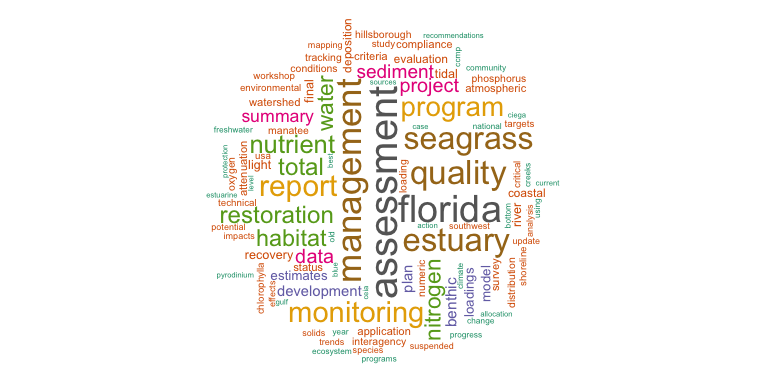 recommendations
hillsborough
mapping
study
compliance
deposition
ccmp
tracking
criteria
evaluation
conditions
sediment
tidal
community
workshop
sources
project
phosphorus
environmental
final
water
atmospheric
watershed
management
assessment
program
summary
ciega
freshwater
manatee
case
national
targets
nutrient
seagrass
protection
oxygen
attenuation
usa
light
best
total
loading
quality
critical
creeks
level
report
current
estuarine
coastal
technical
florida
restoration
bottom
river
analysis
using
potential
impacts
habitat
old
action
southwest
estuary
update
recovery
data
status
blue
plan
numeric
nitrogen
climate
benthic
loadings
model
survey
distribution
shoreline
pyrodinium
chlorophylla
effects
estimates
development
gulf
ceia
monitoring
allocation
change
solids
year
application
progress
trends
interagency
suspended
ecosystem
species
programs